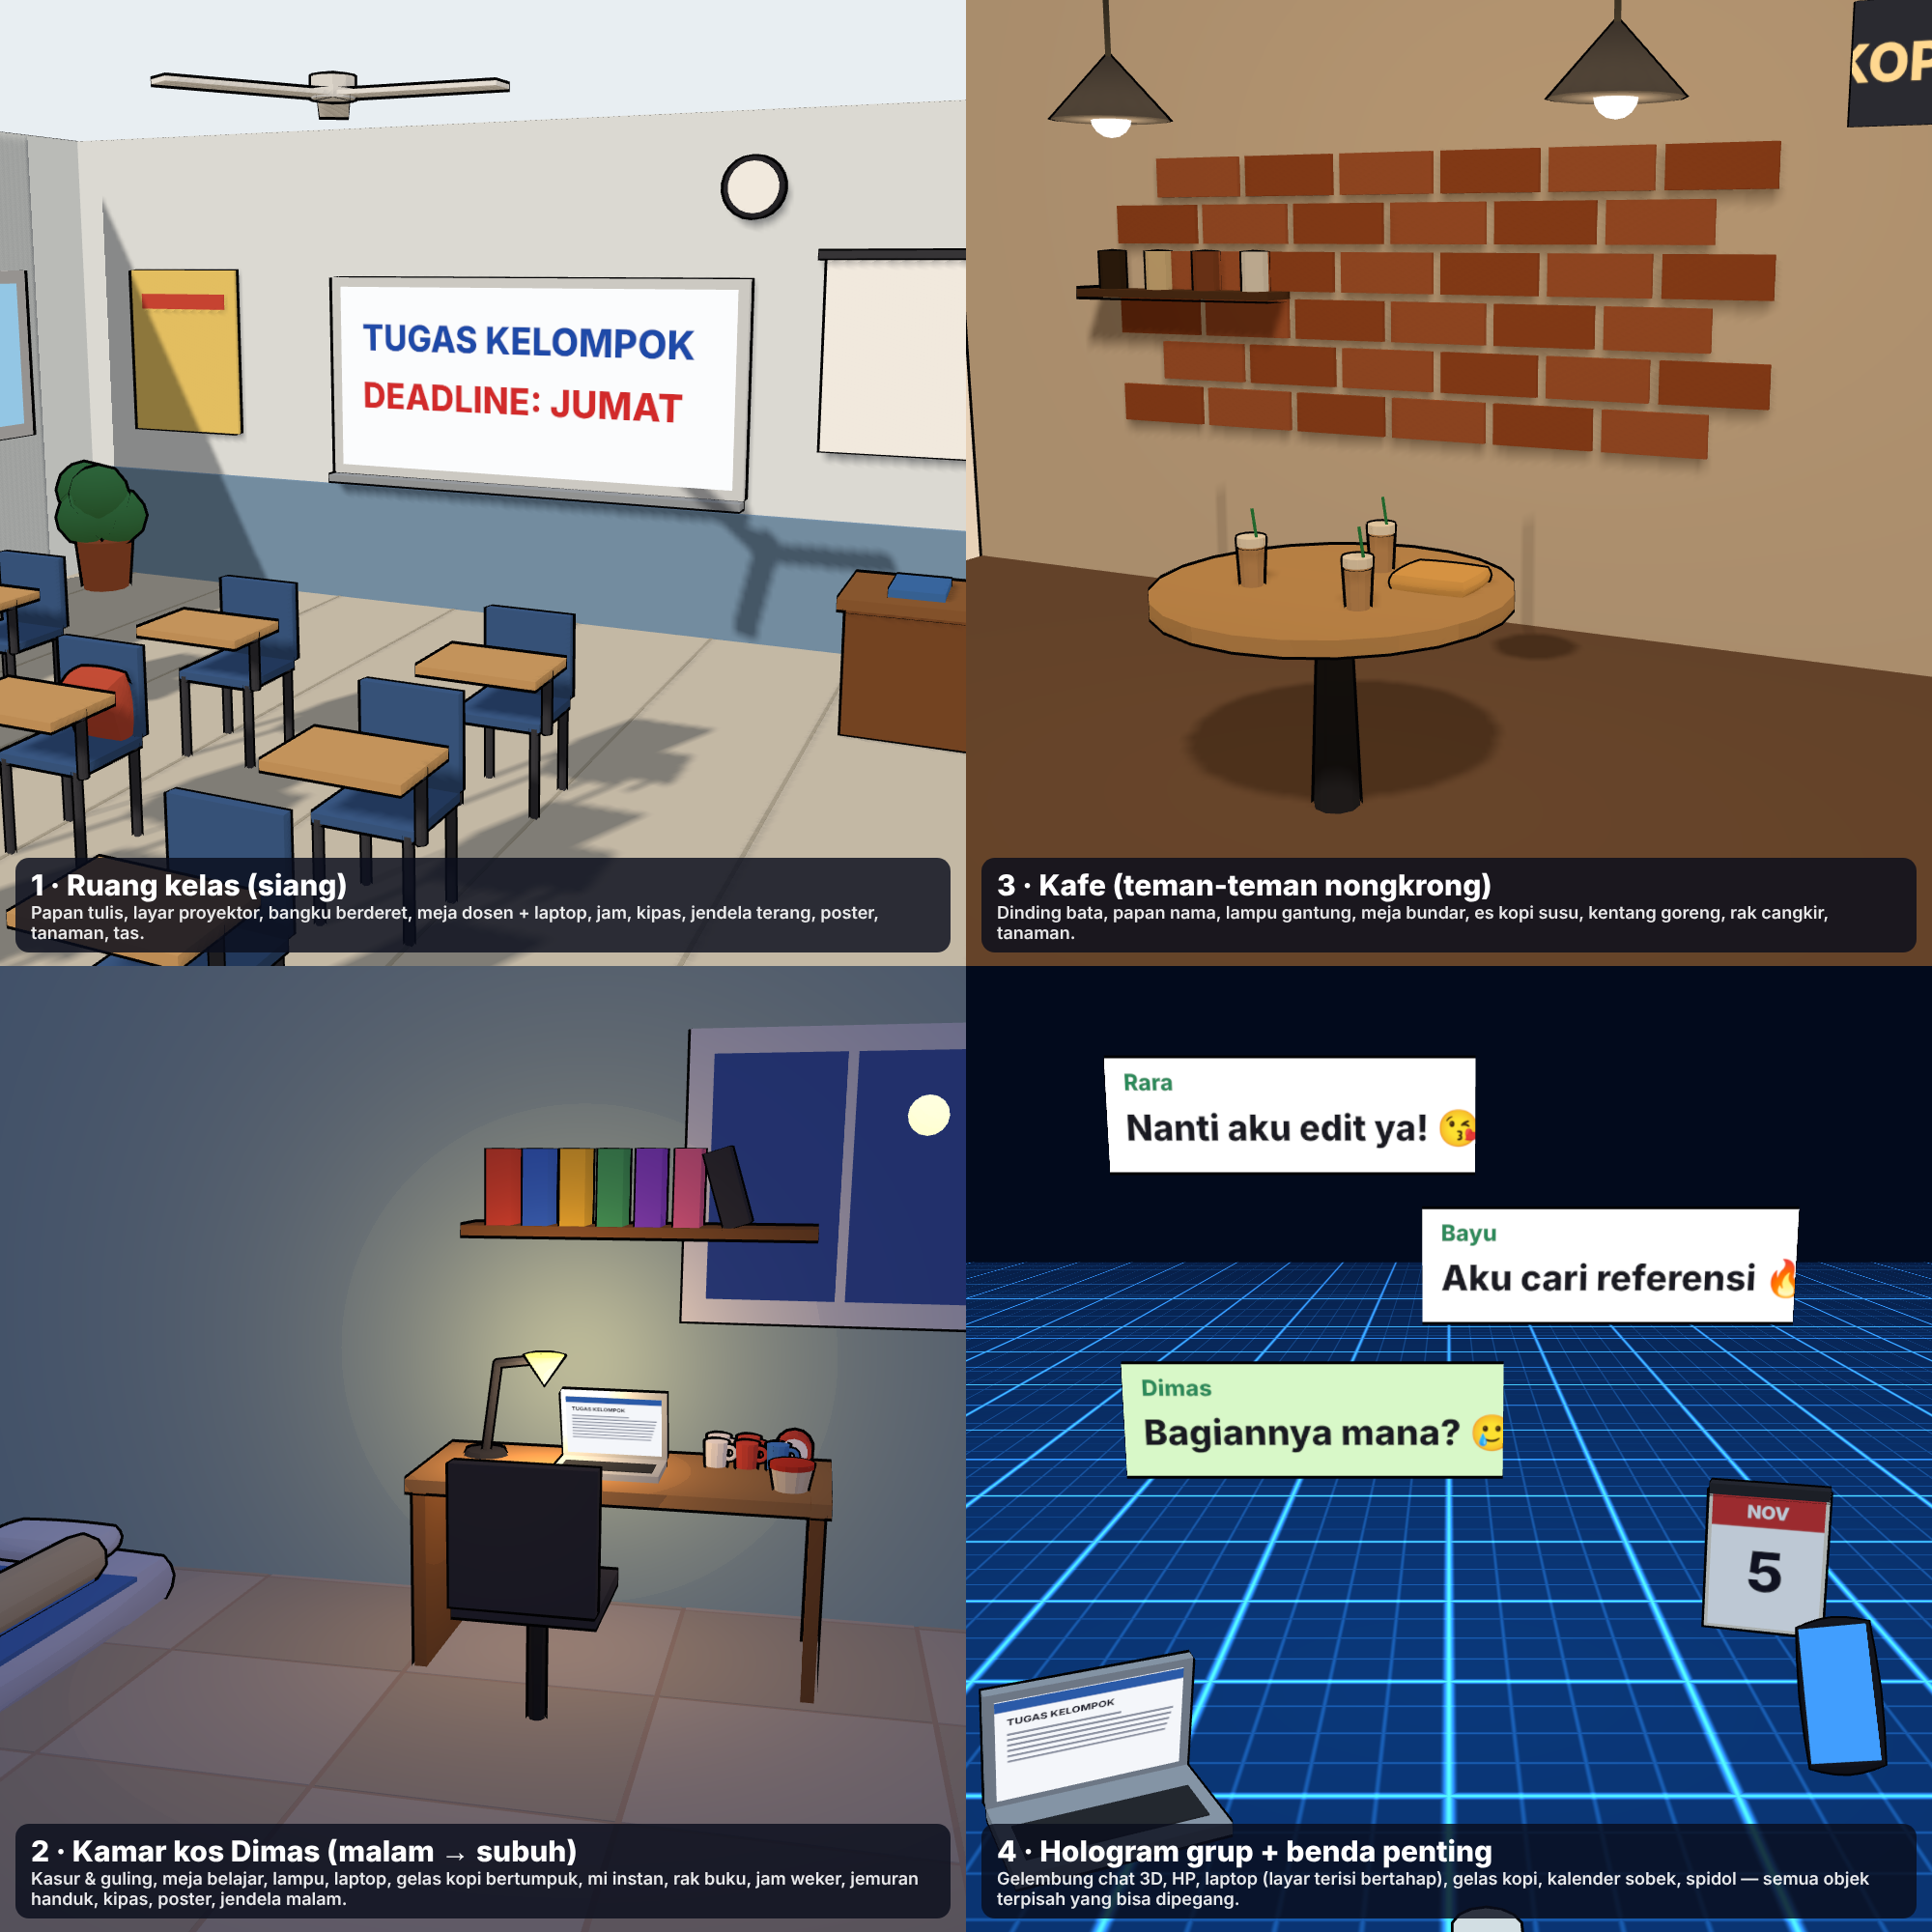 TUGAS KELOMPOK
DEADLINE: JUMAT
1 · Ruang kelas (siang)
Papan tulis, layar proyektor, bangku berderet, meja dosen + laptop, jam, kipas, jendela terang, poster,
tanaman, tas.
KOP
3 · Kafe (teman-teman nongkrong)
Dinding bata, papan nama, lampu gantung, meja bundar, es kopi susu, kentang goreng, rak cangkir,
tanaman.
TUGAS KELOMPOK
2 · Kamar kos Dimas (malam → subuh)
Kasur & guling, meja belajar, lampu, laptop, gelas kopi bertumpuk, mi instan, rak buku, jam weker, jemuran
handuk, kipas, poster, jendela malam.
Rara
Nanti aku edit ya! 😘
Bayu
Aku cari referensi 🔥
Dimas
Bagiannya mana? 🥲
NOV
5
TUGAS KELOMPOK
4 · Hologram grup + benda penting
Gelembung chat 3D, HP, laptop (layar terisi bertahap), gelas kopi, kalender sobek, spidol — semua objek
terpisah yang bisa dipegang.